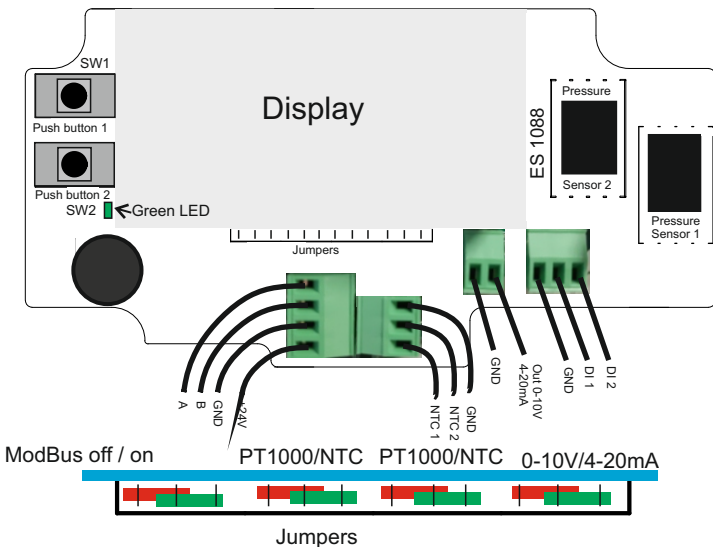 SW1
Push button 1
Push button 2
SW2
Green LED
Display
ES 1088
Pressure
Sensor 2
Pressure
Sensor 1
Jumpers
A
B
GND
+24V
NTC 1
NTC 2
GND
GND
Out 0-10V
4-20mA
GND
DI 1
DI 2
ModBus off / on
PT1000/NTC
PT1000/NTC
0-10V/4-20mA
Jumpers